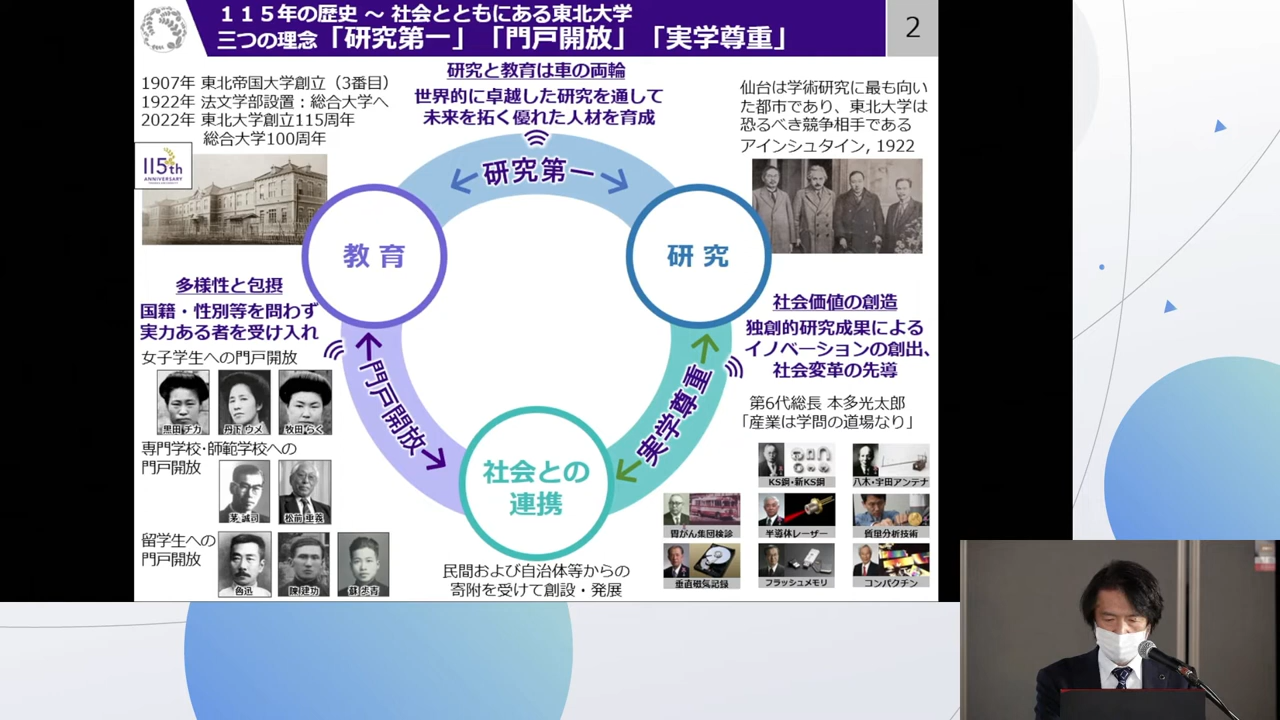 １１５年の歴史 ～ 社会とともにある東北大学
三つの理念「研究第一」「門戸開放」「実学尊重」
2
1907年 東北帝国大学創立（3番目）
1922年 法文学部設置：総合大学へ
2022年 東北大学創立115周年
総合大学100周年
115th
ANNIVERSARY
研究と教育は車の両輪
世界的に卓越した研究を通して
未来を拓く優れた人材を育成
仙台は学術研究に最も向い
た都市であり、東北大学は
恐るべき競争相手である
アインシュタイン, 1922
研究第一
教 育
研 究
多様性と包摂
国籍・性別等を問わず
実力ある者を受け入れ
女子学生への門戸開放
黒田 チカ
丹下 ウメ
牧田 らく
専門学校・師範学校への
門戸開放
茅 誠司
松前 重義
留学生への
門戸開放
魯迅
陳 建功
蘇 歩青
門戸開放
社会との
連携
民間および自治体等からの
寄附を受けて創設・発展
実学尊重
社会価値の創造
独創的研究成果による
イノベーションの創出、
社会変革の先導
第6代総長 本多光太郎
「産業は学問の道場なり」
KS鋼・新KS鋼
八木・宇田アンテナ
胃がん集団検診
半導体レーザー
質量分析技術
垂直磁気記録
フラッシュメモリ
コンパクチン